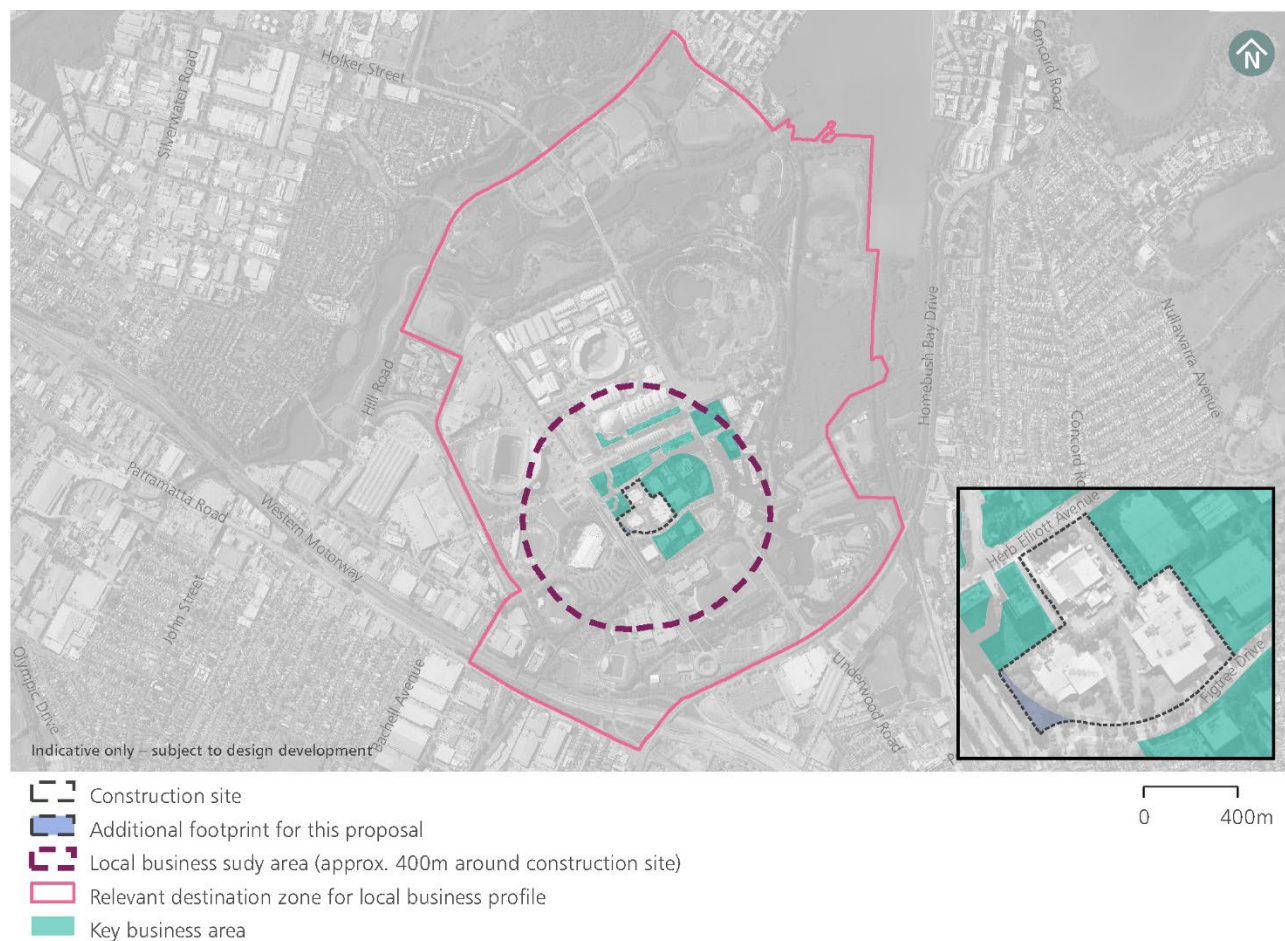 N
Holker Street
Silverwater Road
Concord Road
Hill Road
Homebush Bay Drive
Nullawarra Avenue
Parramatta Road
Western Motorway
John Street
Olympic Drive
Bachell Avenue
Underwood Road
Concord Ro
Herb Elliott Avenue
Figtree Drive
Indicative only – subject to design development
Construction site
Additional footprint for this proposal
Local business sudy area (approx. 400m around construction site)
Relevant destination zone for local business profile
Key business area
0 400m